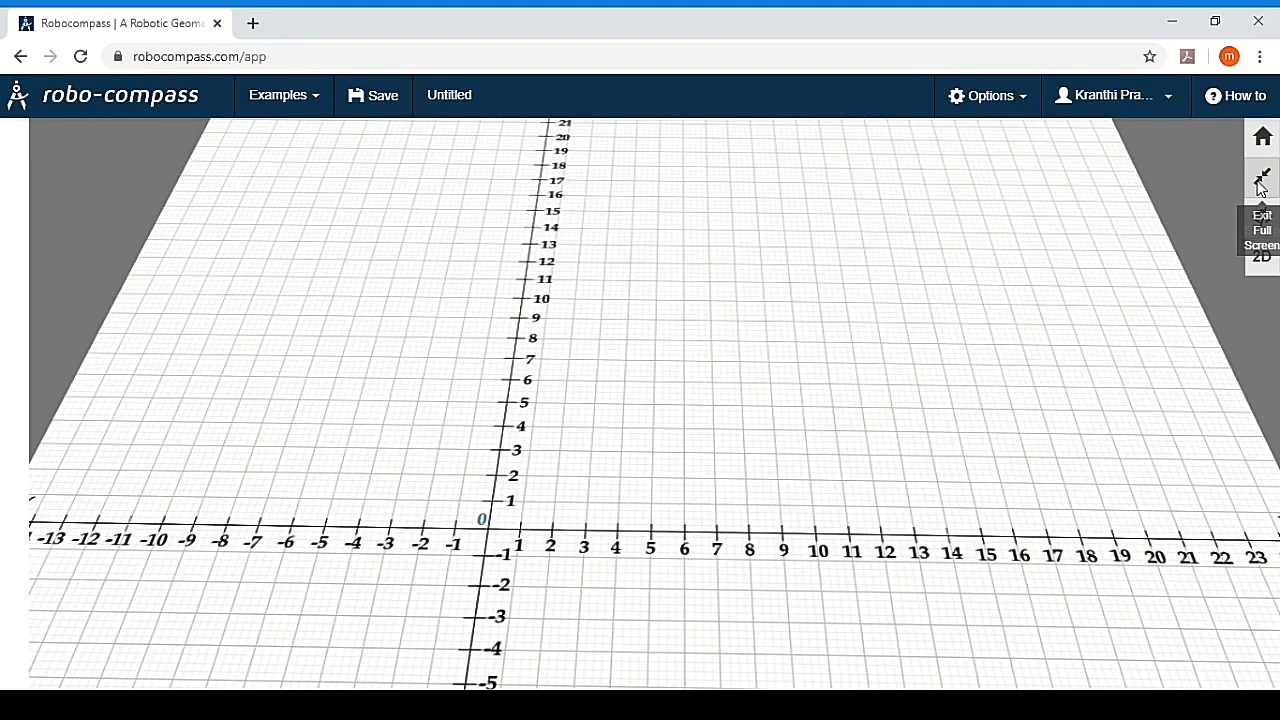 Robocompass | A Robotic Geome
robocompass.com/app
robo-compass
Examples
Save
Untitled
Options
Kranthi Pra...
How to
Exit
Full
Screen
2D
21
20
19
18
17
16
15
14
13
12
11
10
9
8
7
6
5
4
3
2
1
0
-13 -12 -11 -10 -9 -8 -7 -6 -5 -4 -3 -2 -1 1 2 3 4 5 6 7 8 9 10 11 12 13 14 15 16 17 18 19 20 21 22 23
-1
-2
-3
-4
-5